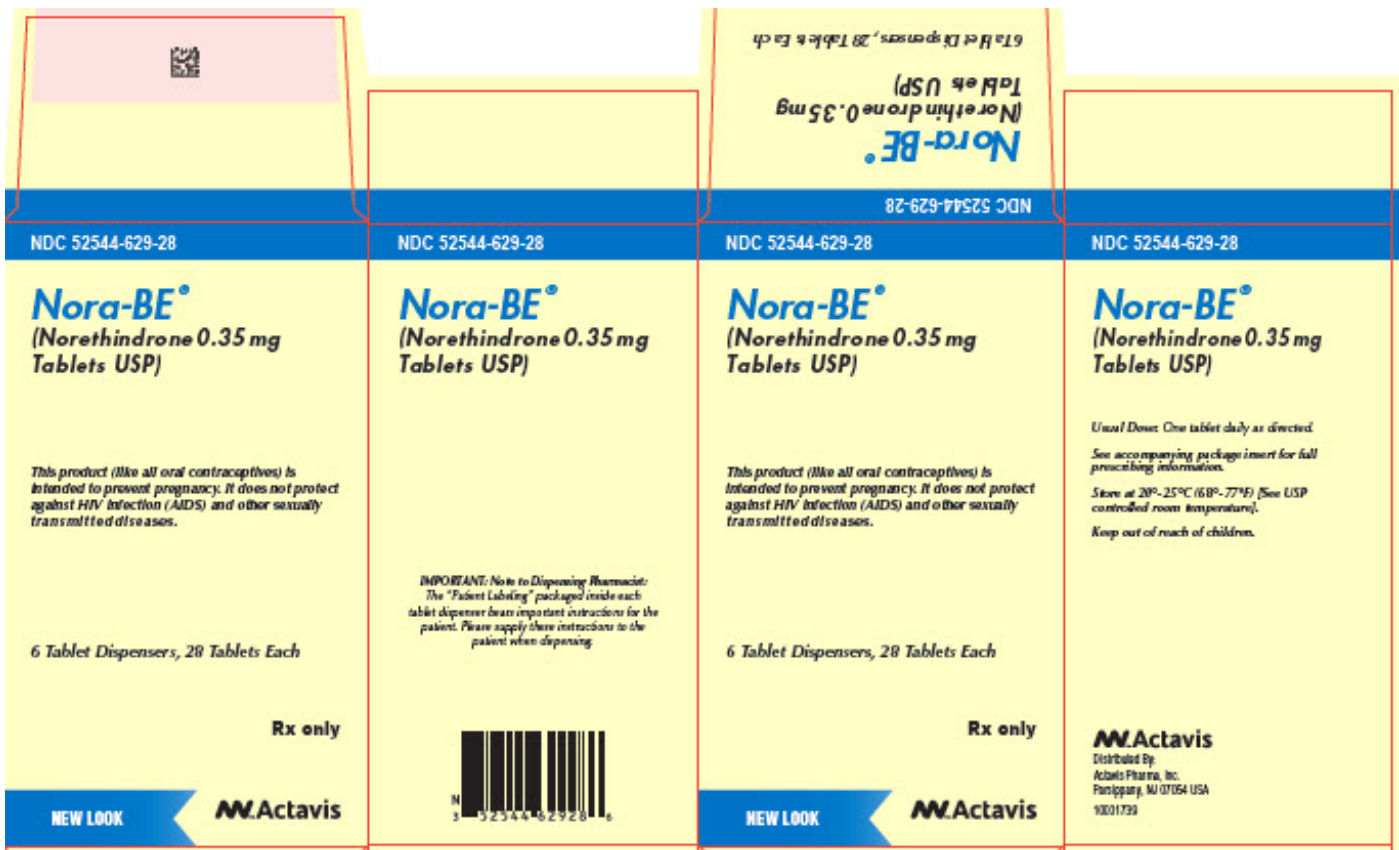 6 Tablet Dispensers, 28 Tablets Each
(Norethindrone 0.35 mg
Tablets USP)
Nora-BE®
NDC 52544-629-28
NDC 52544-629-28
Nora-BE®
(Norethindrone 0.35 mg
Tablets USP)
This product (like all oral contraceptives) is
intended to prevent pregnancy. It does not protect
against HIV infection (AIDS) and other sexually
transmitted diseases.
6 Tablet Dispensers, 28 Tablets Each
Rx only
NEW LOOK
Actavis
NDC 52544-629-28
Nora-BE®
(Norethindrone 0.35 mg
Tablets USP)
IMPORTANT: Note to Dispensing Pharmacist:
The "Patient Labeling" packaged inside each
tablet dispenser bears important instructions for the
patient. Please supply these instructions to the
patient when dispensing.
N
3 52544 62928 6
NDC 52544-629-28
Nora-BE®
(Norethindrone 0.35 mg
Tablets USP)
This product (like all oral contraceptives) is
intended to prevent pregnancy. It does not protect
against HIV infection (AIDS) and other sexually
transmitted diseases.
6 Tablet Dispensers, 28 Tablets Each
Rx only
NEW LOOK
Actavis
NDC 52544-629-28
Nora-BE®
(Norethindrone 0.35 mg
Tablets USP)
Usual Dose: One tablet daily as directed.
See accompanying package insert for full
prescribing information.
Store at 20°-25°C (68°-77°F) [See USP
controlled room temperature].
Keep out of reach of children.
Actavis
Distributed By:
Actavis Pharma, Inc.
Parsippany, NJ 07054 USA
10031739